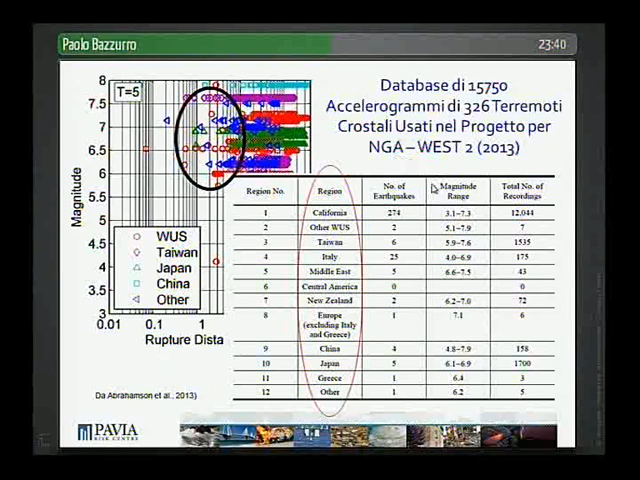 Paolo Bazzurro
23:40
Database di 15750
Accelerogrammi di 326 Terremoti
Crostali Usati nel Progetto per
NGA – WEST 2 (2013)
T=5
8
7.5
7
6.5
6
5.5
5
4.5
4
3.5
3
Magnitude
WUS
Taiwan
Japan
China
Other
0.01 0.1 1
Rupture Dista
Region No. Region No. of Earthquakes Magnitude Range Total No. of Recordings
1 California 274 3.1–7.3 12,044
2 Other WUS 2 5.1–7.9 7
3 Taiwan 6 5.9–7.6 1535
4 Italy 25 4.0–6.9 175
5 Middle East 5 6.6–7.5 43
6 Central America 0 0
7 New Zealand 2 6.2–7.0 72
8 Europe (excluding Italy and Greece) 1 7.1 6
9 China 4 4.8–7.9 158
10 Japan 5 6.1–6.9 1700
11 Greece 1 6.4 3
12 Other 1 6.2 5
Da Abrahamson et al., 2013)
PAVIA
RISK CENTRE